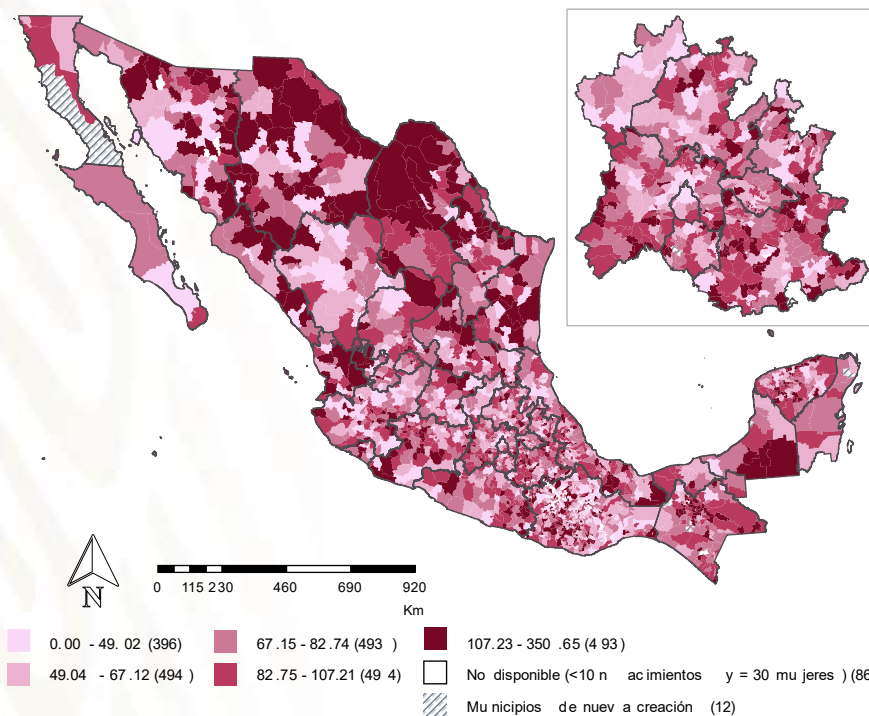 N
0 115 230 460 690 920
Km
0.00 - 49.02 (396)
49.04 - 67.12 (494)
67.15 - 82.74 (493)
82.75 - 107.21 (494)
107.23 - 350.65 (493)
No disponible (<10 nacimientos y = 30 mujeres) (86
Municipios de nueva creación (12)